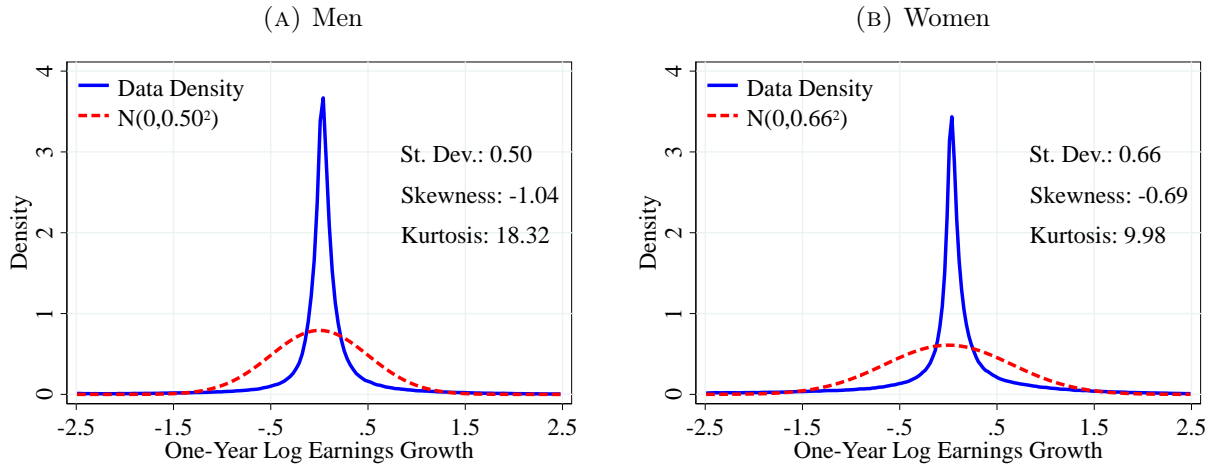 (A) Men
4
3
2
1
0
Density
Data Density
N(0,0.50²)
St. Dev.: 0.50
Skewness: -1.04
Kurtosis: 18.32
-2.5 -1.5 -.5 .5 1.5 2.5
One-Year Log Earnings Growth
(B) Women
4
3
2
1
0
Density
Data Density
N(0,0.66²)
St. Dev.: 0.66
Skewness: -0.69
Kurtosis: 9.98
-2.5 -1.5 -.5 .5 1.5 2.5
One-Year Log Earnings Growth